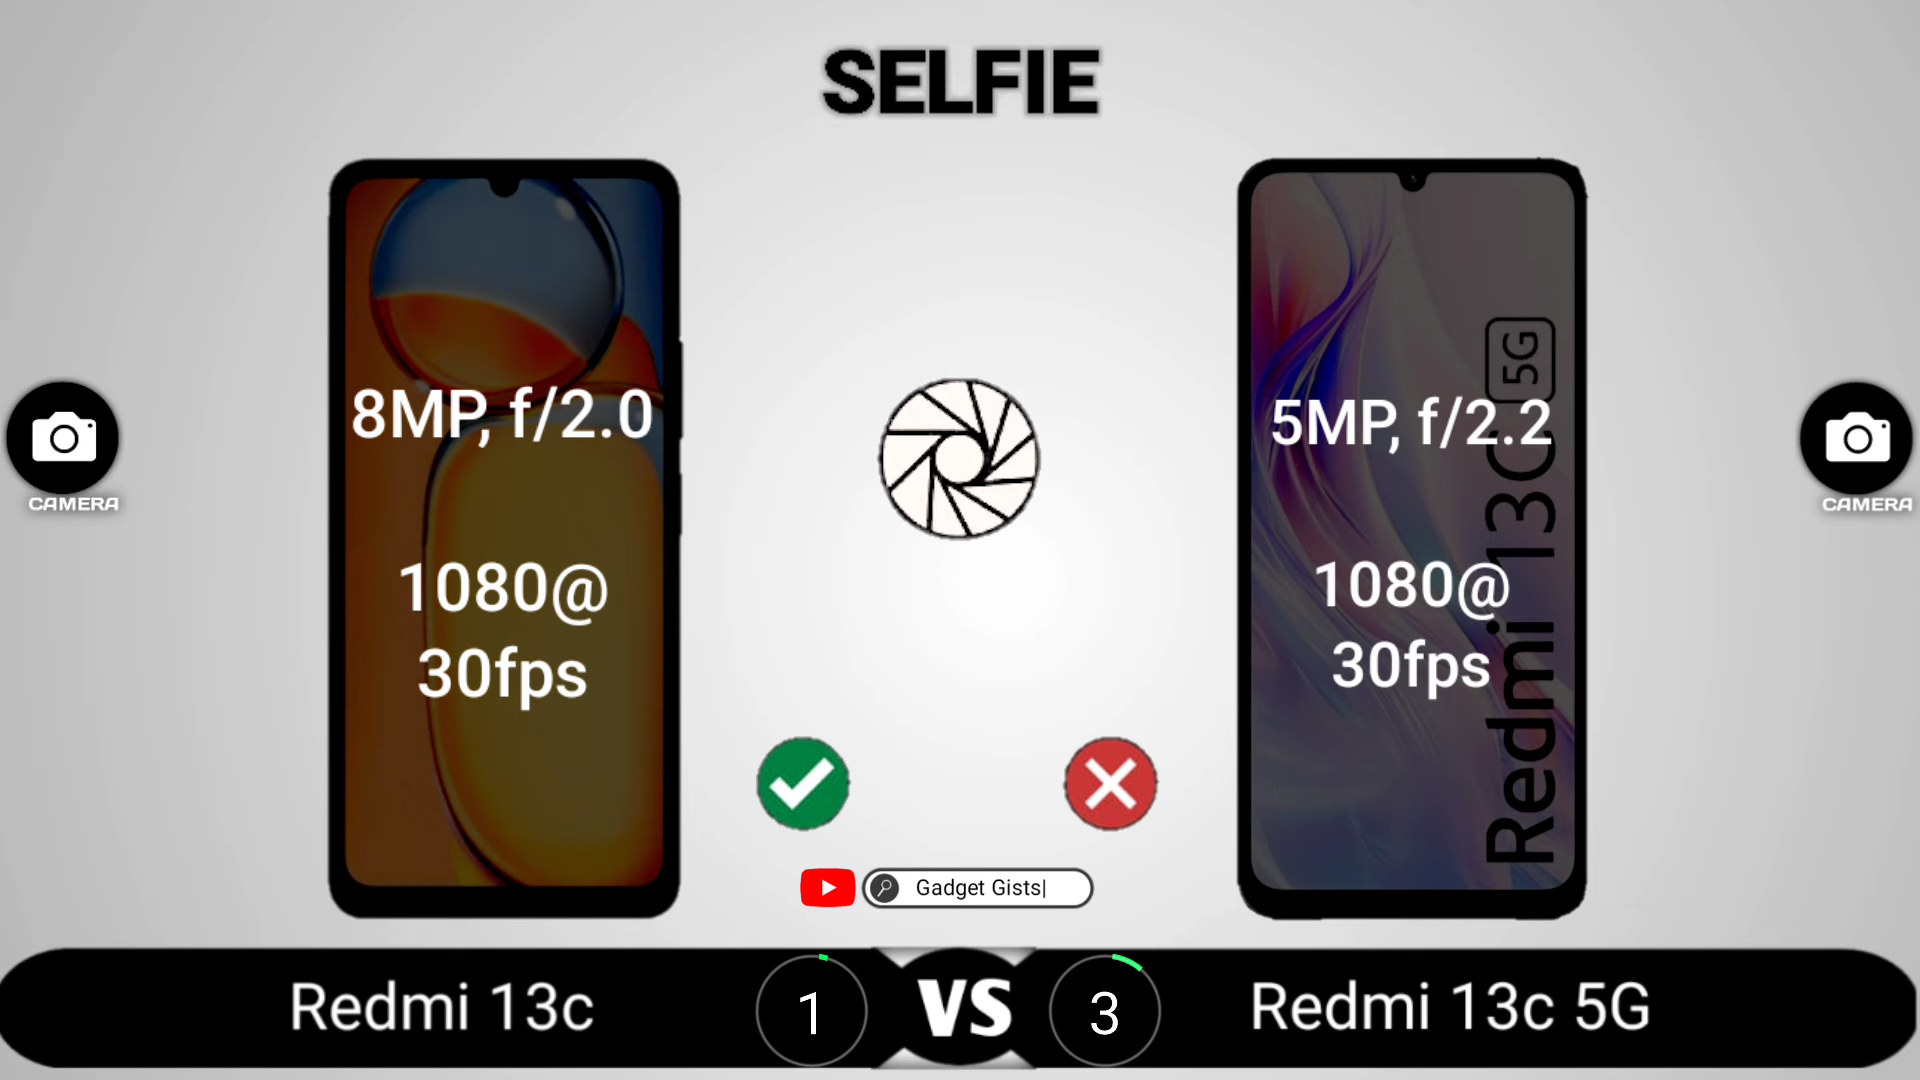 SELFIE
8MP, f/2.0
1080@
30fps
CAMERA
5MP, f/2.2
1080@
30fps
Redmi 13C 5G
CAMERA
Gadget Gists|
Redmi 13c
1
VS
3
Redmi 13c 5G